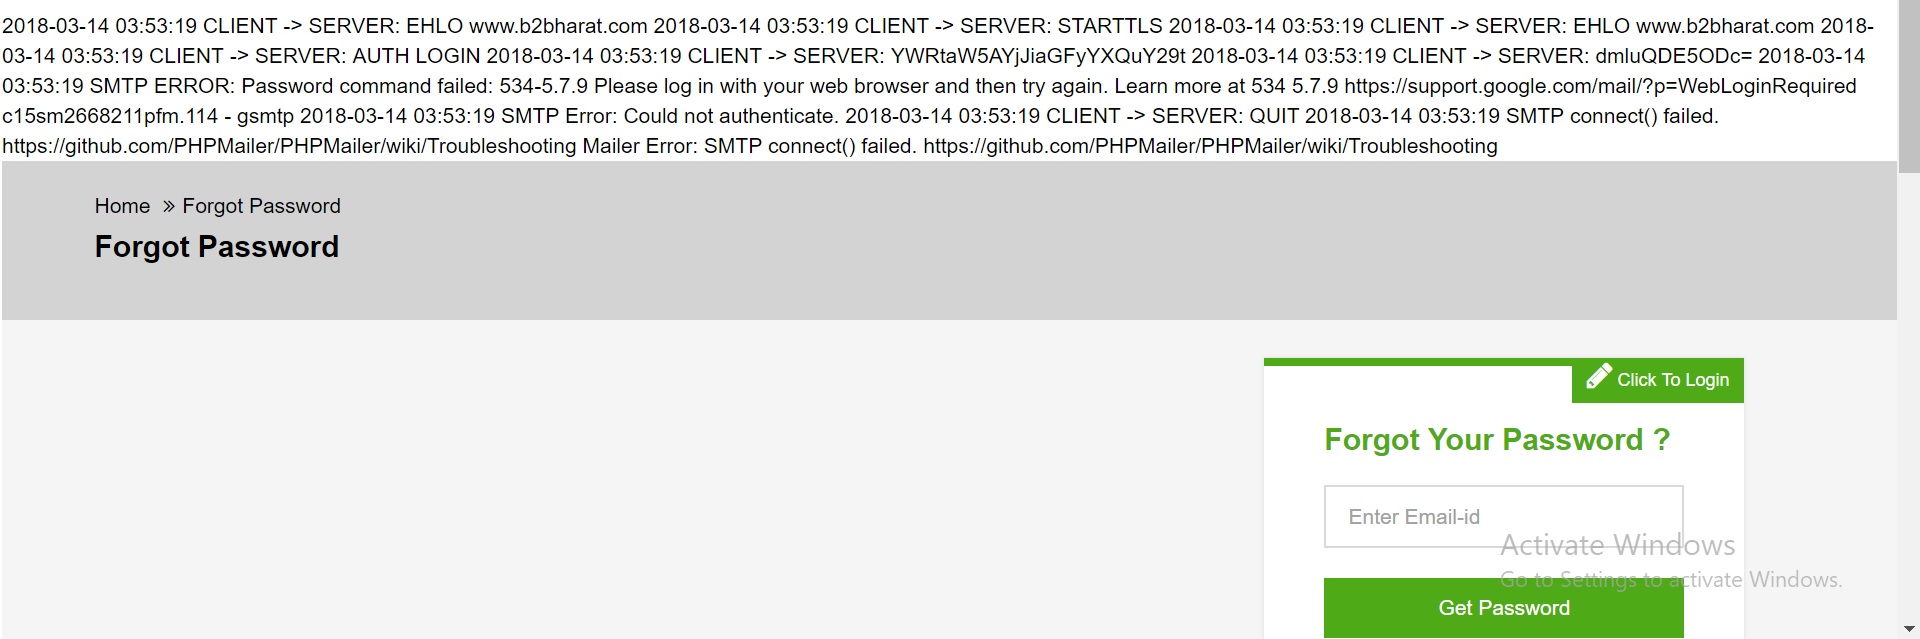 2018-03-14 03:53:19 CLIENT -> SERVER: EHLO www.b2bharat.com 2018-03-14 03:53:19 CLIENT -> SERVER: STARTTLS 2018-03-14 03:53:19 CLIENT -> SERVER: EHLO www.b2bharat.com 2018-
03-14 03:53:19 CLIENT -> SERVER: AUTH LOGIN 2018-03-14 03:53:19 CLIENT -> SERVER: YWRtaW5AYjJiaGFyYXQuY29t 2018-03-14 03:53:19 CLIENT -> SERVER: dmluQDE5ODc= 2018-03-14
03:53:19 SMTP ERROR: Password command failed: 534-5.7.9 Please log in with your web browser and then try again. Learn more at 534 5.7.9 https://support.google.com/mail/?p=WebLoginRequired
c15sm2668211pfm.114 - gsmtp 2018-03-14 03:53:19 SMTP Error: Could not authenticate. 2018-03-14 03:53:19 CLIENT -> SERVER: QUIT 2018-03-14 03:53:19 SMTP connect() failed.
https://github.com/PHPMailer/PHPMailer/wiki/Troubleshooting Mailer Error: SMTP connect() failed. https://github.com/PHPMailer/PHPMailer/wiki/Troubleshooting
Home » Forgot Password
Forgot Password
Click To Login
Forgot Your Password ?
Enter Email-id
Activate Windows
Go to Settings to activate Windows.
Get Password